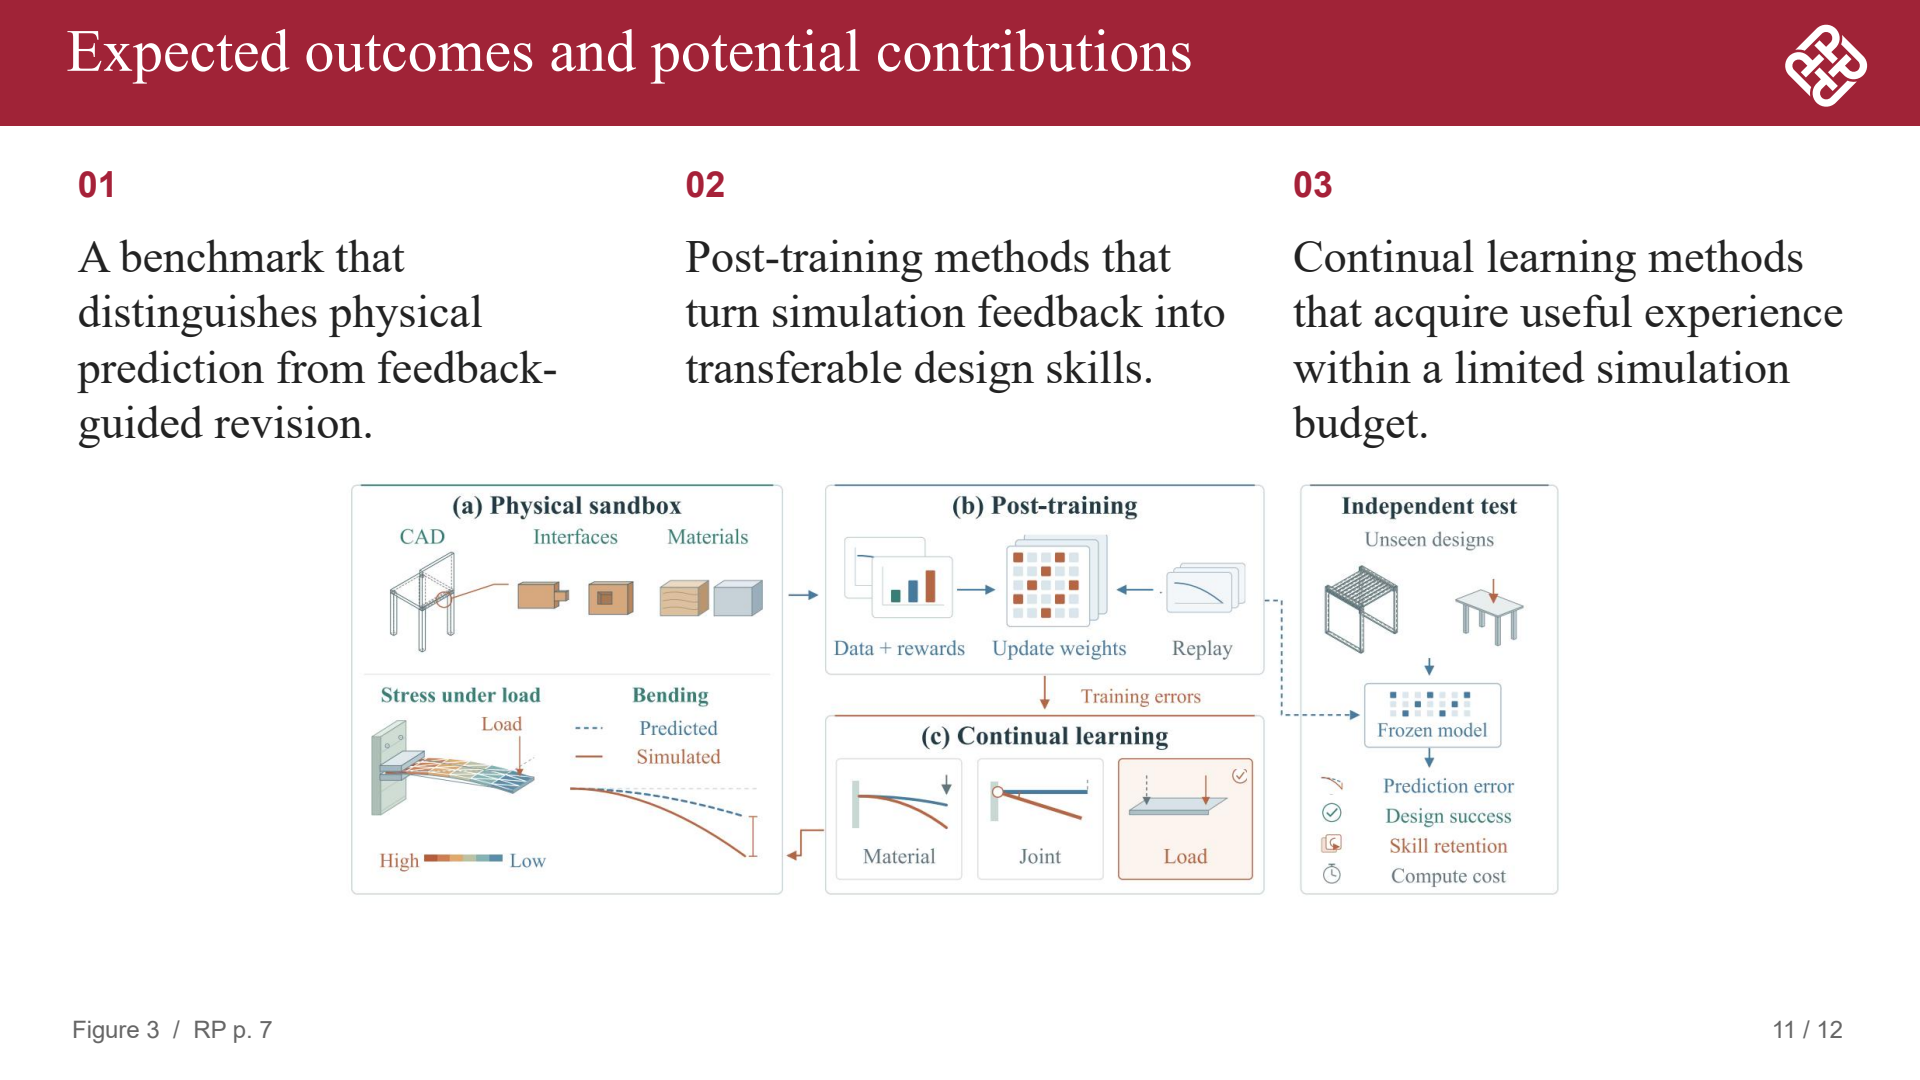 Expected outcomes and potential contributions
01
A benchmark that
distinguishes physical
prediction from feedback-
guided revision.
02
Post-training methods that
turn simulation feedback into
transferable design skills.
03
Continual learning methods
that acquire useful experience
within a limited simulation
budget.
(a) Physical sandbox
CAD
Interfaces
Materials
Stress under load
Load
High
Low
Bending
Predicted
Simulated
(b) Post-training
Data + rewards
Update weights
Replay
Training errors
(c) Continual learning
Material
Joint
Load
Independent test
Unseen designs
Frozen model
Prediction error
Design success
Skill retention
Compute cost
Figure 3 / RP p. 7
11 / 12